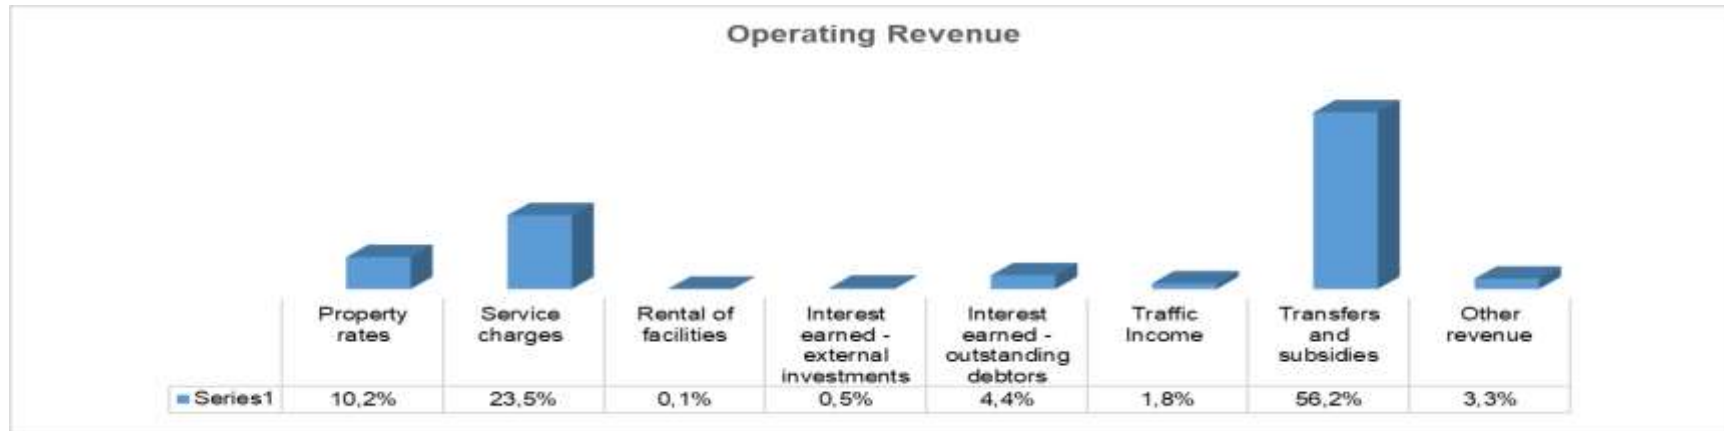 Operating Revenue
Property
rates
Service
charges
Rental of
facilities
Interest
earned -
external
investments
Interest
earned -
outstanding
debtors
Traffic
Income
Transfers
and
subsidies
Other
revenue
Series1 10,2% 23,5% 0,1% 0,5% 4,4% 1,8% 56,2% 3,3%